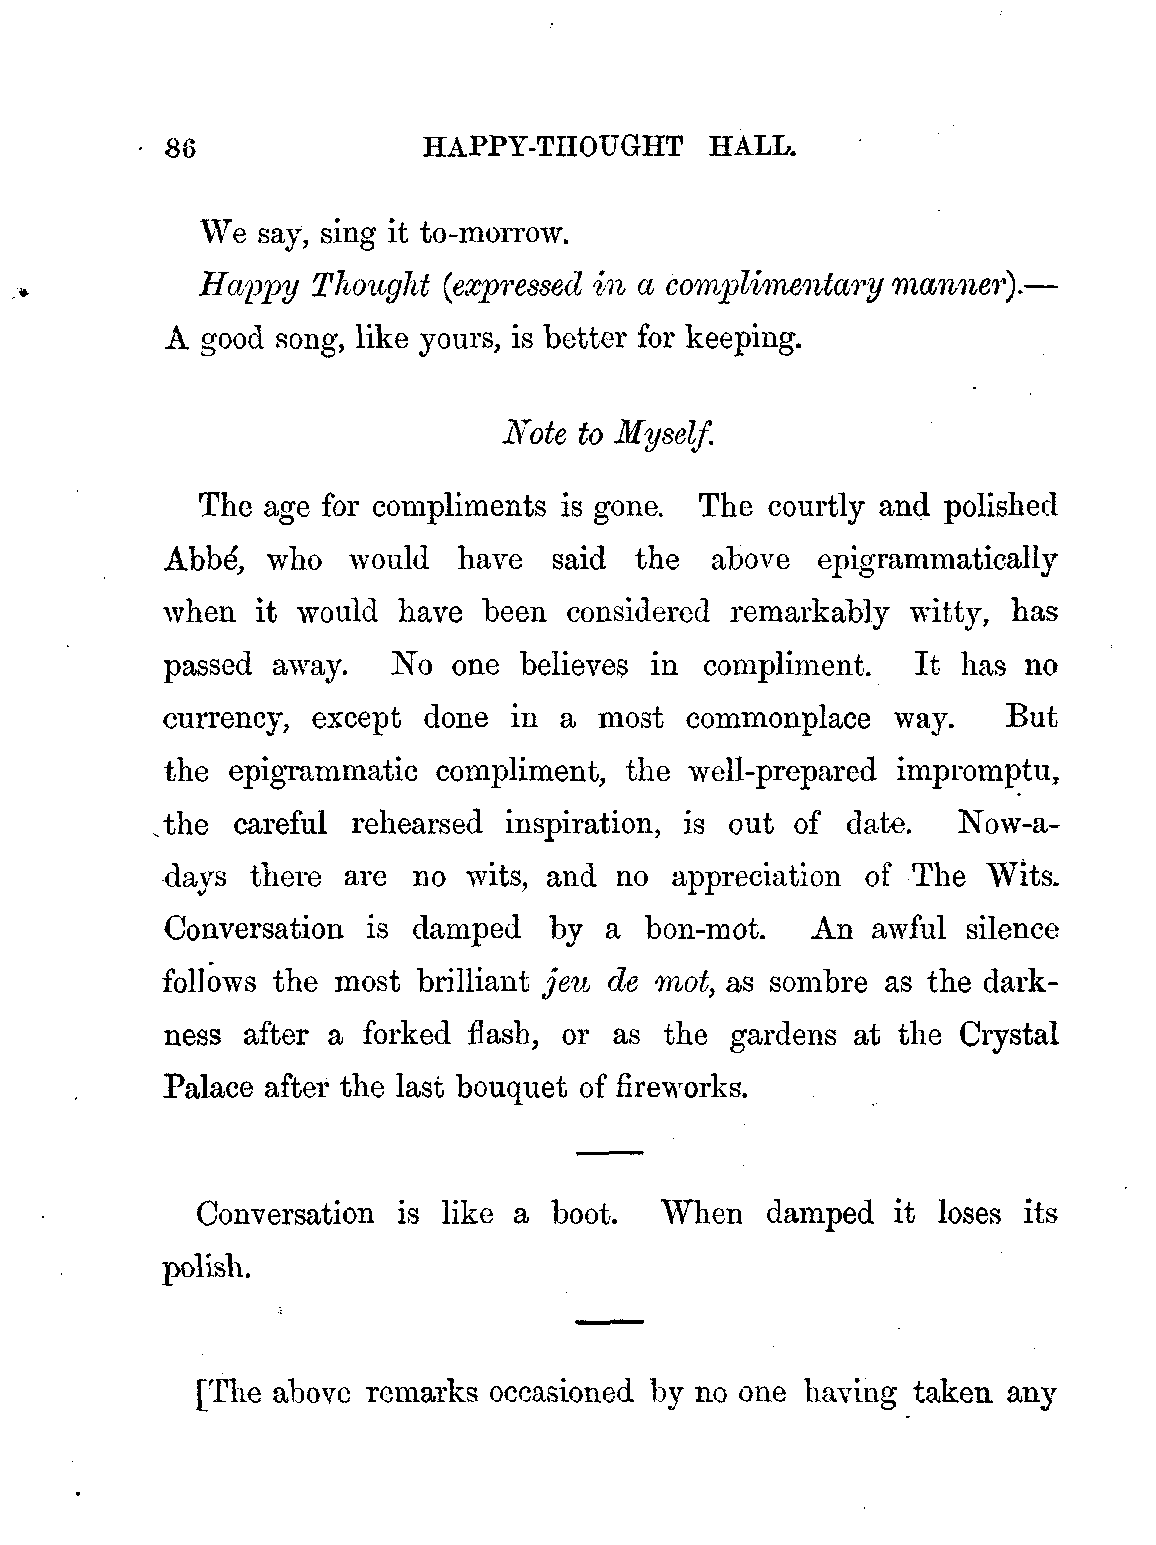 86 HAPPY-THOUGHT HALL.
We say, sing it to-morrow.
Happy Thought (expressed in a complimentary manner).—
A good song, like yours, is better for keeping.
Note to Myself.
The age for compliments is gone. The courtly and polished
Abbé, who would have said the above epigrammatically
when it would have been considered remarkably witty, has
passed away. No one believes in compliment. It has no
currency, except done in a most commonplace way. But
the epigrammatic compliment, the well-prepared impromptu,
the careful rehearsed inspiration, is out of date. Now-a-
days there are no wits, and no appreciation of The Wits.
Conversation is damped by a bon-mot. An awful silence
follows the most brilliant jeu de mot, as sombre as the dark-
ness after a forked flash, or as the gardens at the Crystal
Palace after the last bouquet of fireworks.
Conversation is like a boot. When damped it loses its
polish.
[The above remarks occasioned by no one having taken any